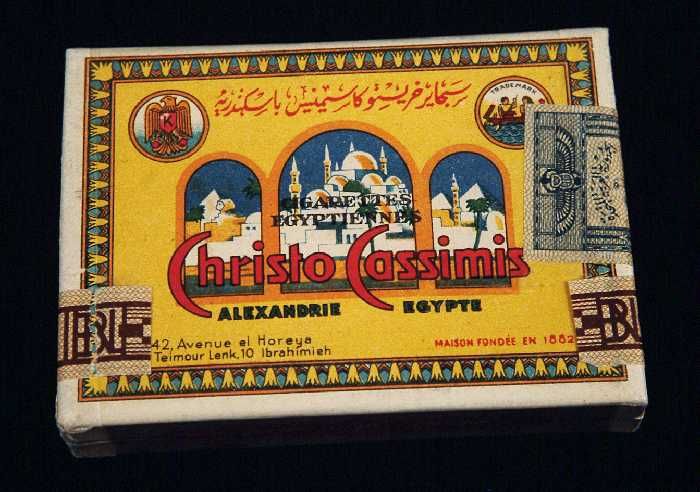 سجاير خريستو كاسيميس باسكندرية
K
TRADEMARK
CIGARETTES
EGYPTIENNES
Christo Cassimis
ALEXANDRIE EGYPTE
42, Avenue el Horeya
Teimour Lenk, 10 Ibrahimieh
MAISON FONDÉE EN 1882